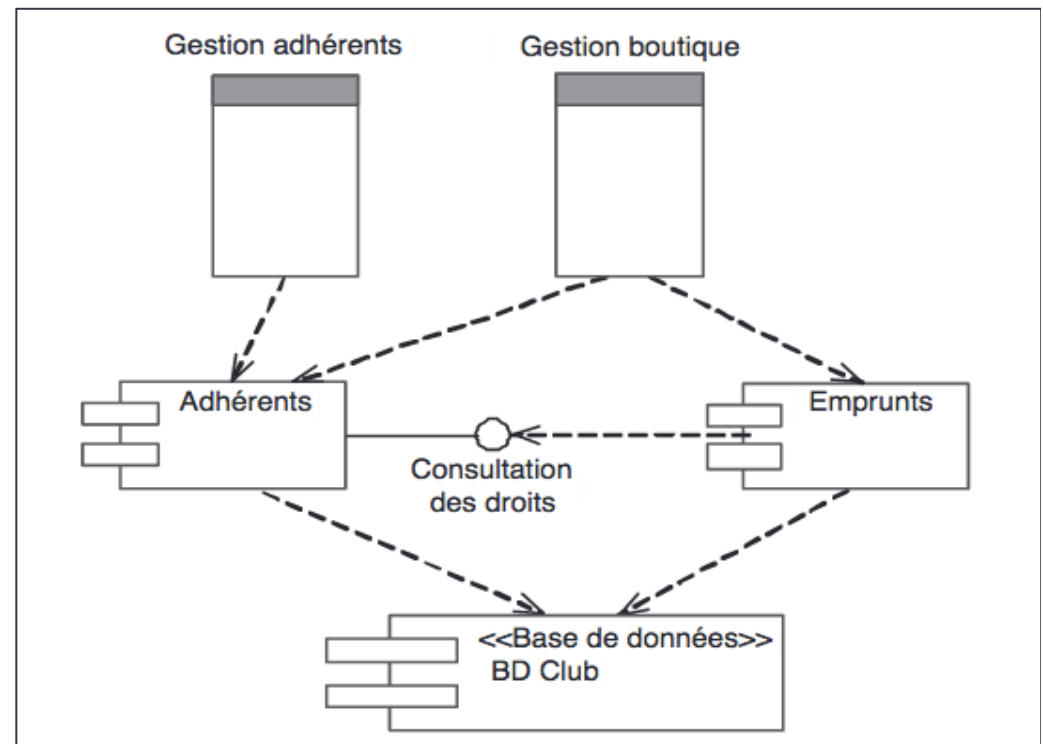 Gestion adhérents
Gestion boutique
Adhérents
Emprunts
Consultation
des droits
<<Base de données>>
BD Club